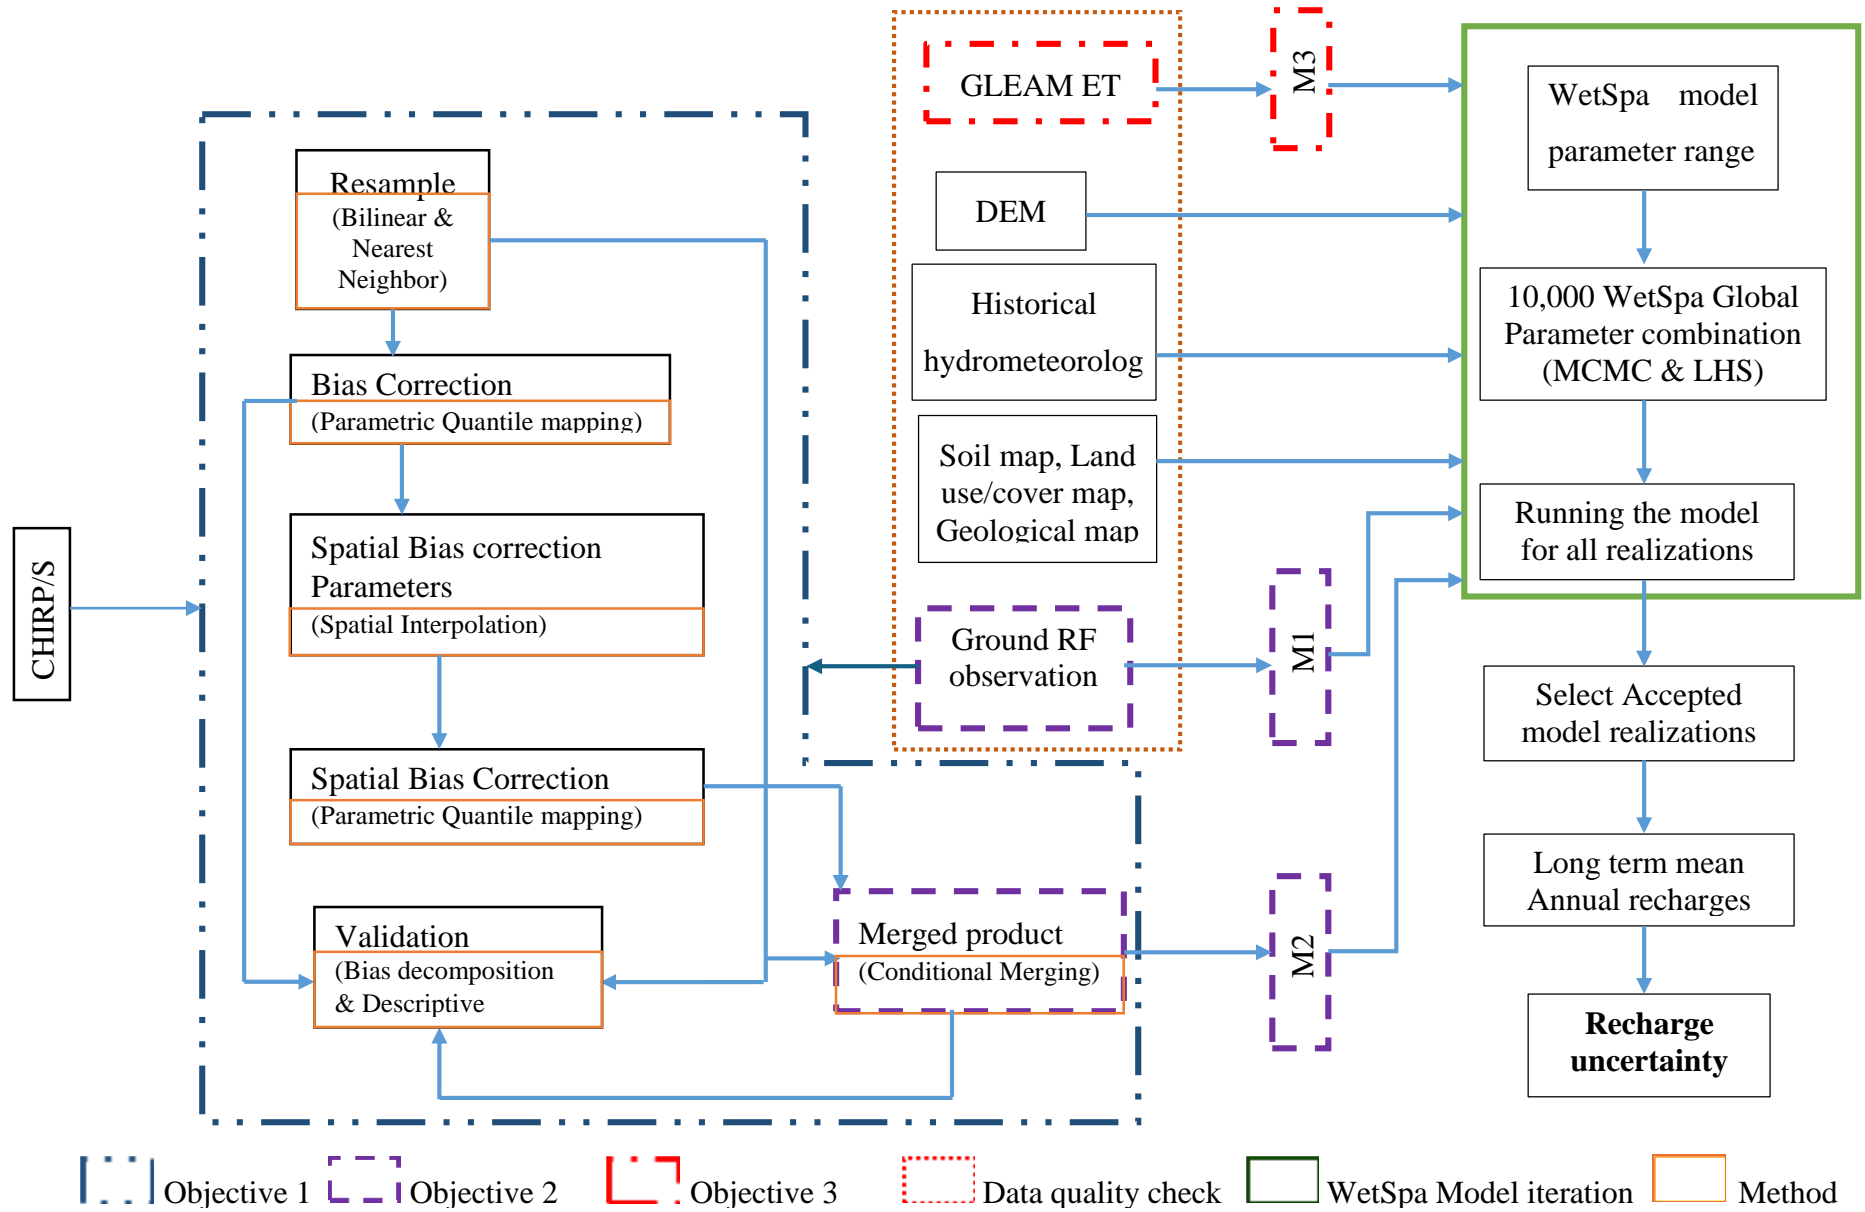 CHIRP/S
Resample
(Bilinear &
Nearest
Neighbor)
Bias Correction
(Parametric Quantile mapping)
Spatial Bias correction
Parameters
(Spatial Interpolation)
Spatial Bias Correction
(Parametric Quantile mapping)
Validation
(Bias decomposition
& Descriptive
Merged product
(Conditional Merging)
GLEAM ET
DEM
Historical
hydrometeorolog
Soil map, Land
use/cover map,
Geological map
Ground RF
observation
M3
M1
M2
WetSpa model
parameter range
10,000 WetSpa Global
Parameter combination
(MCMC & LHS)
Running the model
for all realizations
Select Accepted
model realizations
Long term mean
Annual recharges
Recharge
uncertainty
Objective 1
Objective 2
Objective 3
Data quality check
WetSpa Model iteration
Method